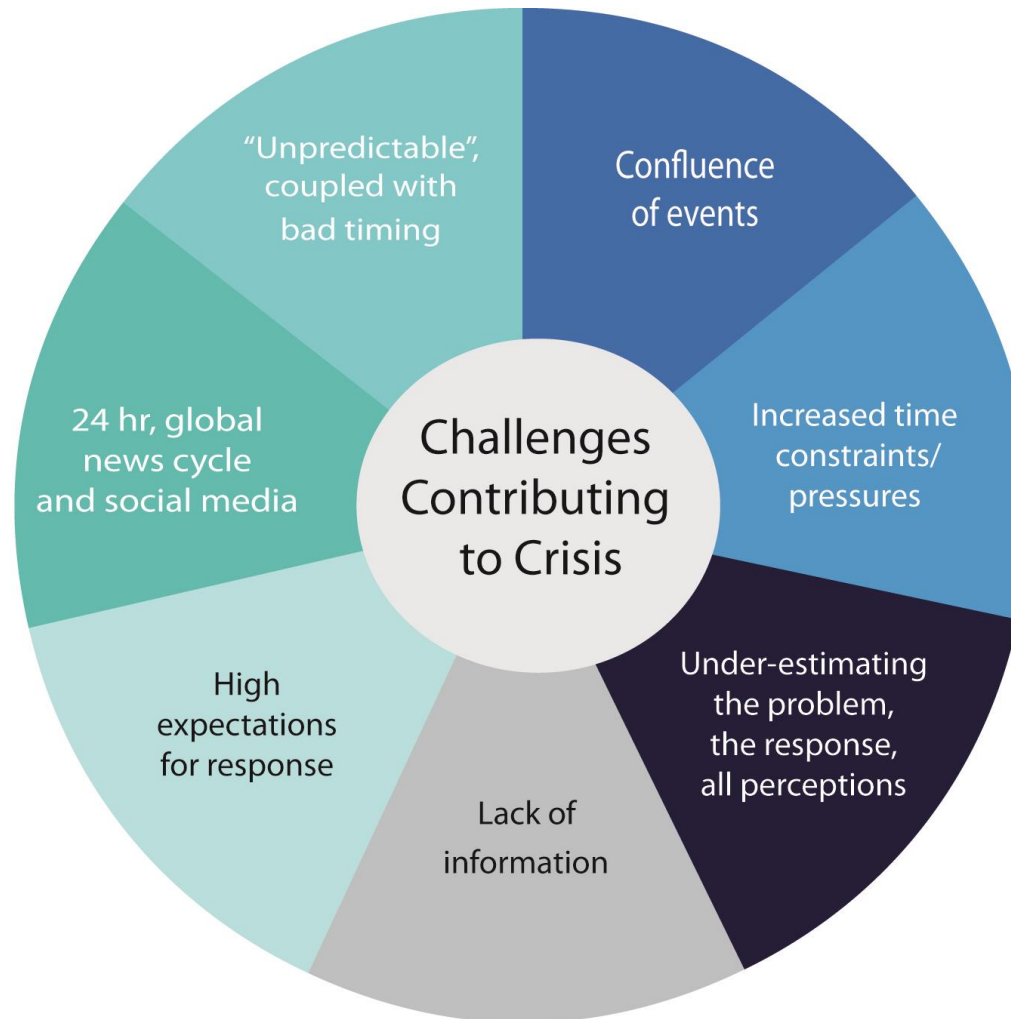 Challenges
Contributing
to Crisis
Confluence
of events
Increased time
constraints/
pressures
Under-estimating
the problem,
the response,
all perceptions
Lack of
information
High
expectations
for response
24 hr, global
news cycle
and social media
“Unpredictable”,
coupled with
bad timing